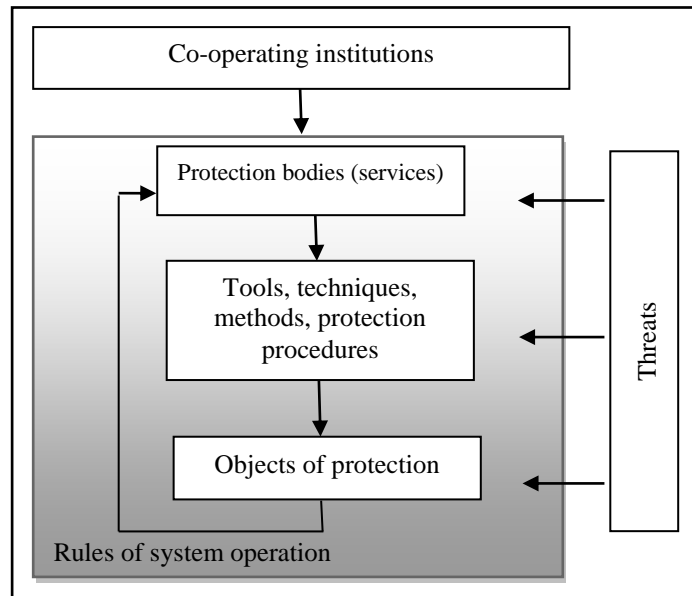 Co-operating institutions
Protection bodies (services)
Tools, techniques,
methods, protection
procedures
Threats
Objects of protection
Rules of system operation